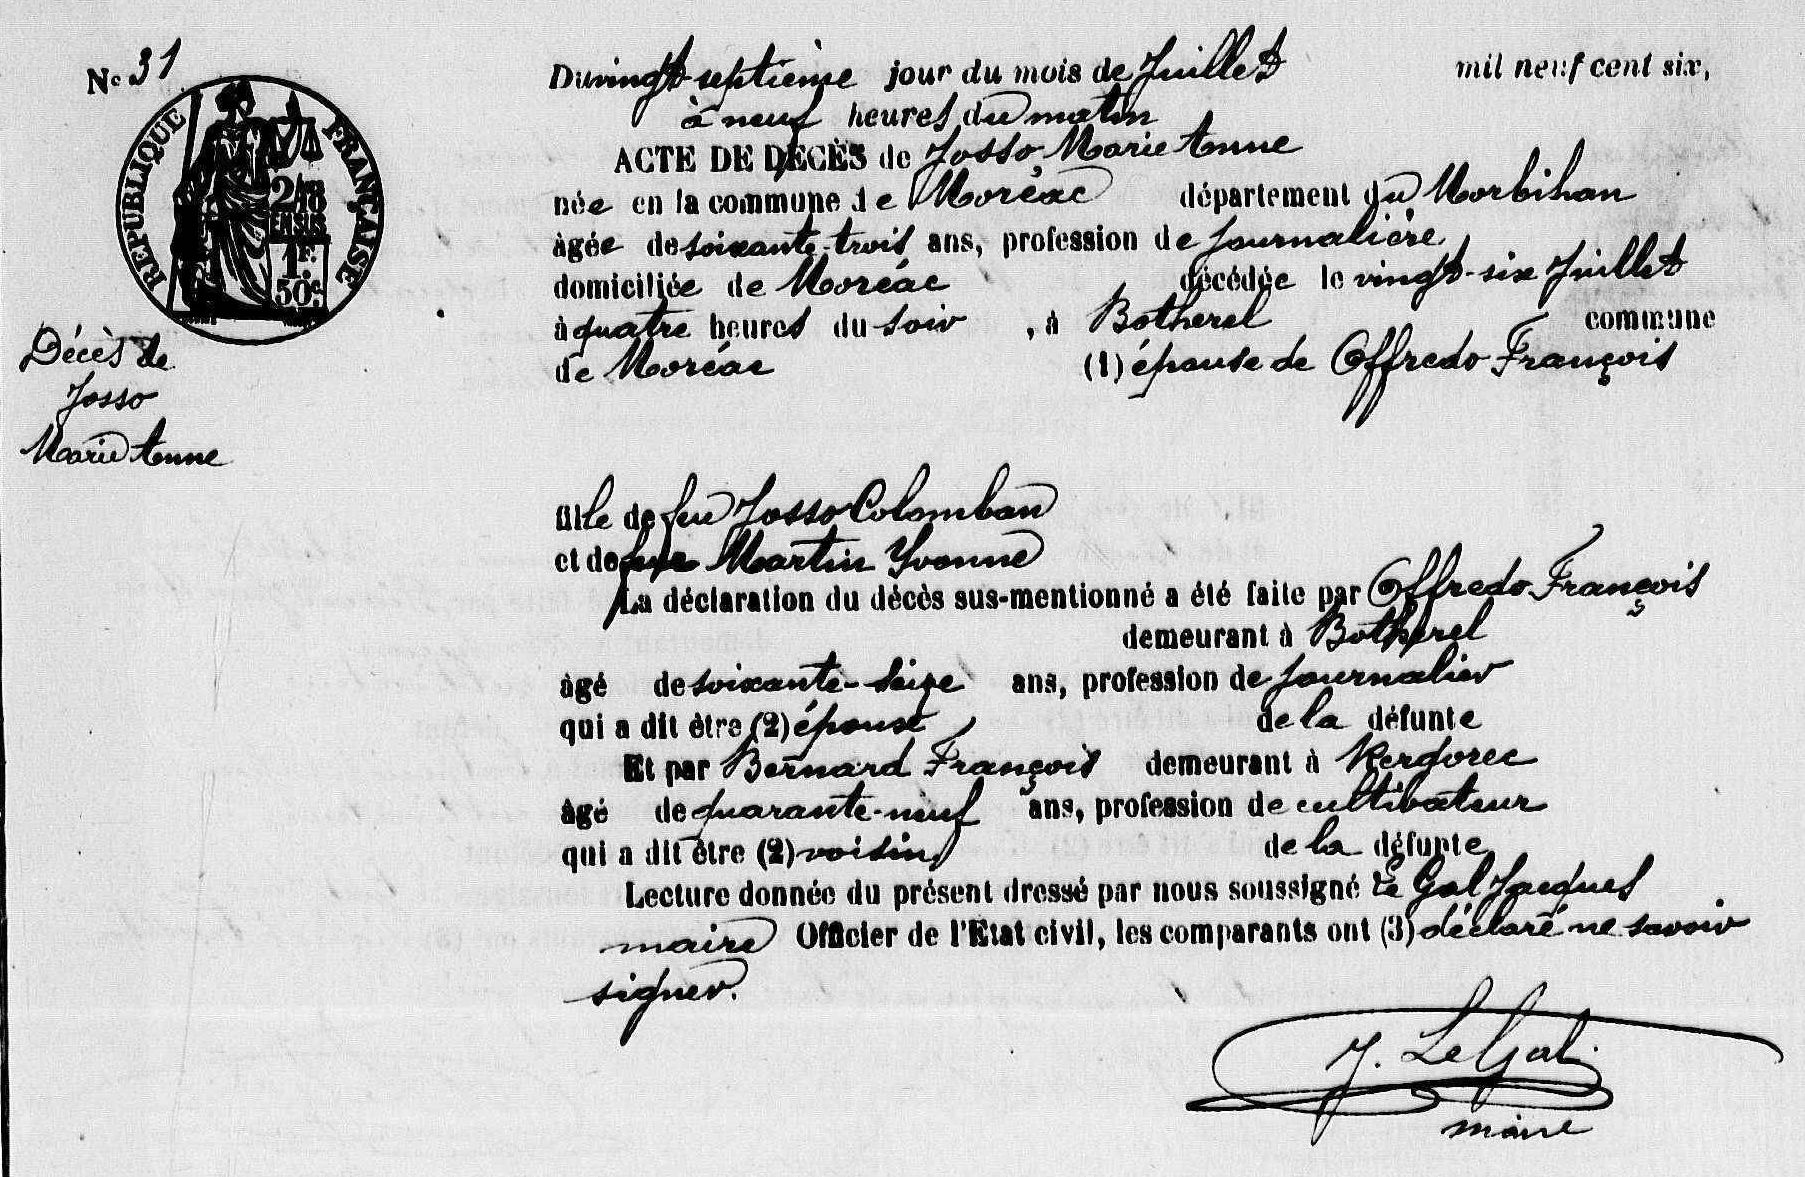 N° 31
RÉPUBLIQUE FRANÇAISE
2/10
EN SUS
1F.
50c.
Décès de
Josso
Marie Anne
Du vingt septième jour du mois de Juillet mil neuf cent six,
à neuf heures du matin
ACTE DE DÉCÈS de Josso Marie Anne
née en la commune de Moréac département du Morbihan
âgée de soixante-trois ans, profession de journalière
domiciliée de Moréac décédée le vingt-six Juillet
à quatre heures du soir, à Botherel commune
de Moréac (1) épouse de Offredo François
fille de feu Josso Colomban
et de feue Martin Yvonne
La déclaration du décès sus-mentionné a été faite par Offredo François
demeurant à Botherel
âgé de soixante-seize ans, profession de journalier
qui a dit être (2) époux de la défunte
Et par Bernard François demeurant à Kergorec
âgé de quarante-neuf ans, profession de cultivateur
qui a dit être (2) voisin de la défunte
Lecture donnée du présent dressé par nous soussigné Le Gal Jacques
maire Officier de l'Etat civil, les comparants ont (3) déclaré ne savoir
signer.
J. Le Gal
maire